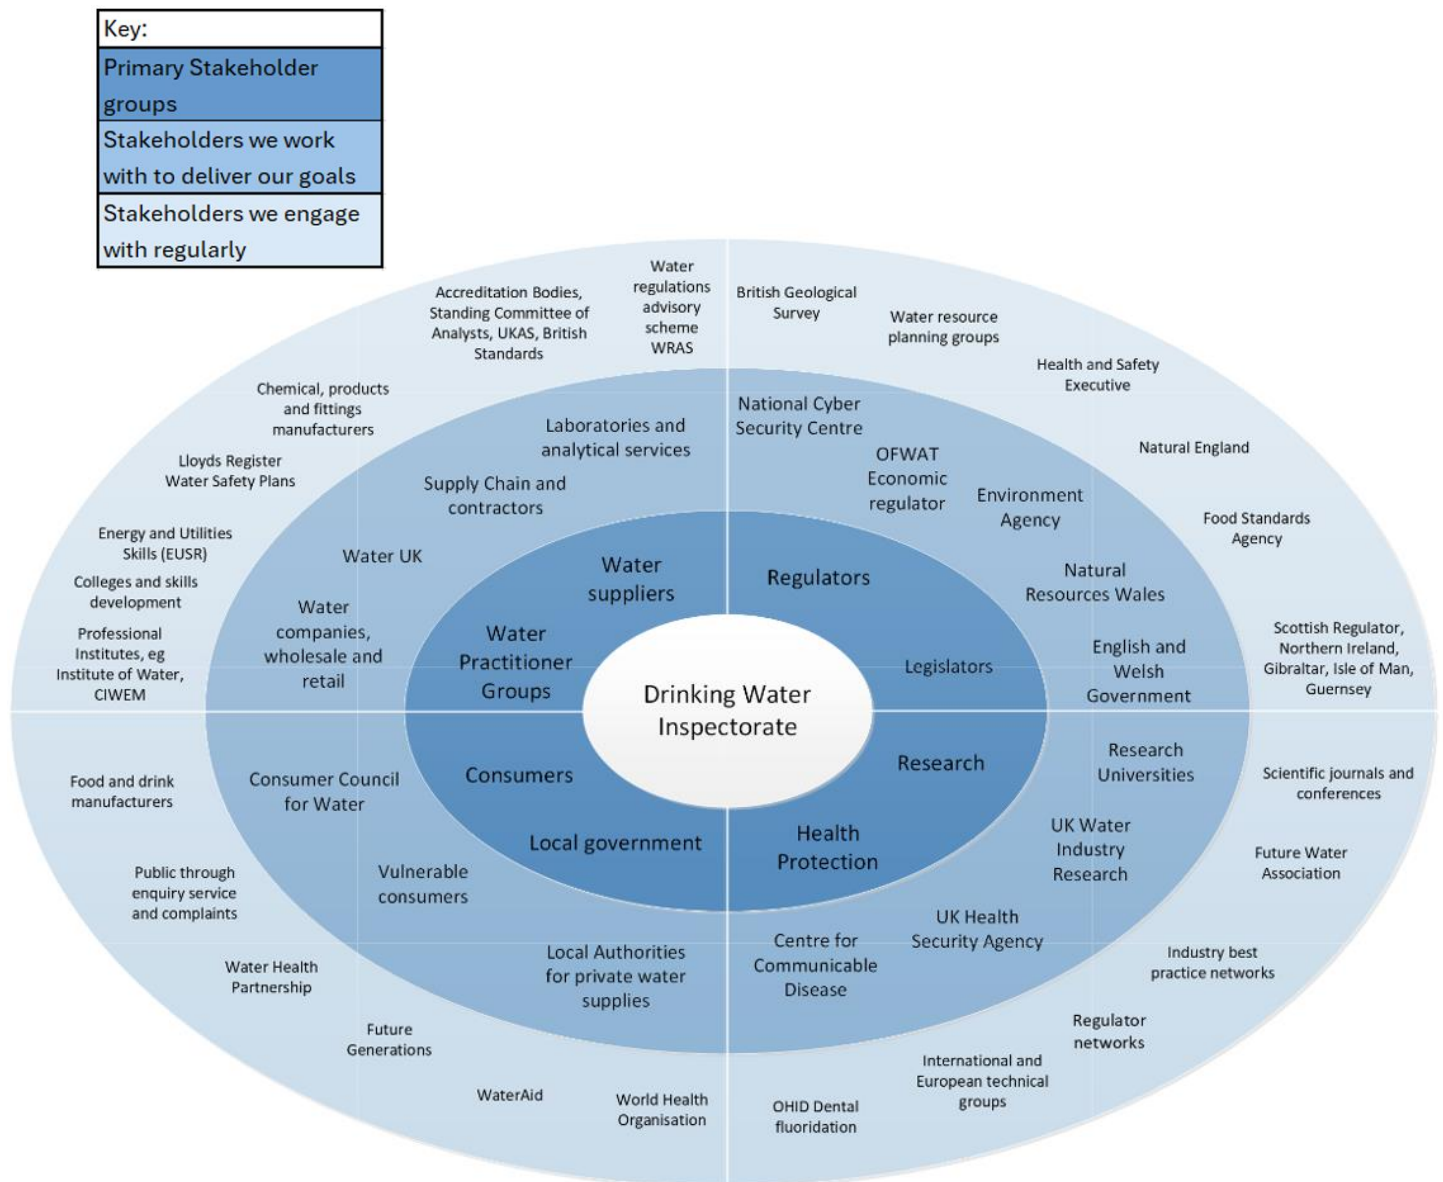 Key:
Primary Stakeholder
groups
Stakeholders we work
with to deliver our goals
Stakeholders we engage
with regularly
Accreditation Bodies,
Standing Committee of
Analysts, UKAS, British
Standards
Water
regulations
advisory
scheme
WRAS
British Geological
Survey
Water resource
planning groups
Health and Safety
Executive
Natural England
Food Standards
Agency
Scottish Regulator,
Northern Ireland,
Gibraltar, Isle of Man,
Guernsey
Chemical, products
and fittings
manufacturers
Lloyds Register
Water Safety Plans
Energy and Utilities
Skills (EUSR)
Colleges and skills
development
Professional
Institutes, eg
Institute of Water,
CIWEM
Laboratories and
analytical services
Supply Chain and
contractors
Water UK
Water
companies,
wholesale and
retail
National Cyber
Security Centre
OFWAT
Economic
regulator
Environment
Agency
Natural
Resources Wales
English and
Welsh
Government
Water
suppliers
Water
Practitioner
Groups
Regulators
Legislators
Drinking Water
Inspectorate
Consumers
Local government
Research
Health
Protection
Consumer Council
for Water
Vulnerable
consumers
Local Authorities
for private water
supplies
Research
Universities
UK Water
Industry
Research
UK Health
Security Agency
Centre for
Communicable
Disease
Food and drink
manufacturers
Public through
enquiry service
and complaints
Water Health
Partnership
Future
Generations
WaterAid
World Health
Organisation
Scientific journals and
conferences
Future Water
Association
Industry best
practice networks
Regulator
networks
International and
European technical
groups
OHID Dental
fluoridation